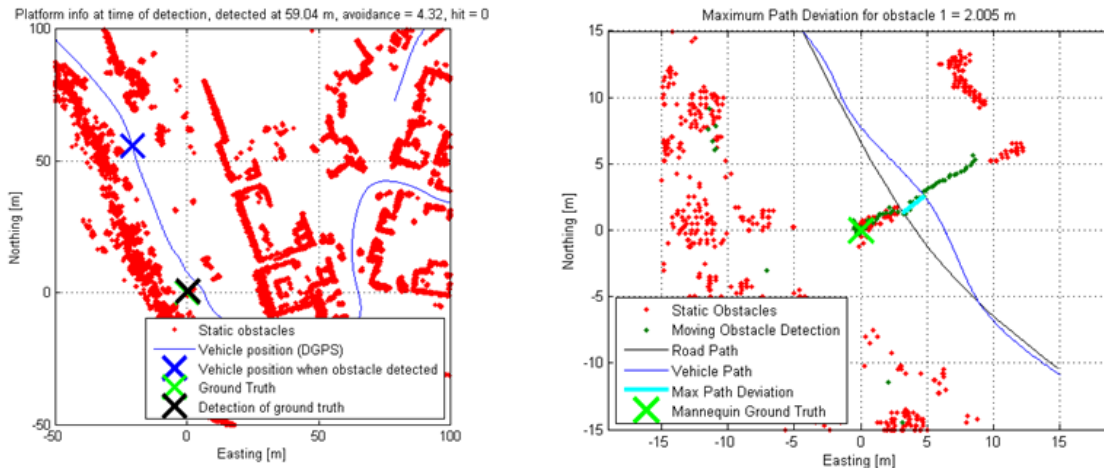 Platform info at time of detection, detected at 59.04 m, avoidance = 4.32, hit = 0
100
50
0
-50
Northing [m]
Static obstacles
Vehicle position (DGPS)
Vehicle position when obstacle detected
Ground Truth
Detection of ground truth
-50
0
50
100
Easting [m]
Maximum Path Deviation for obstacle 1 = 2.005 m
15
10
5
0
-5
-10
-15
Northing [m]
Static Obstacles
Moving Obstacle Detection
Road Path
Vehicle Path
Max Path Deviation
Mannequin Ground Truth
-15
-10
-5
0
5
10
15
Easting [m]